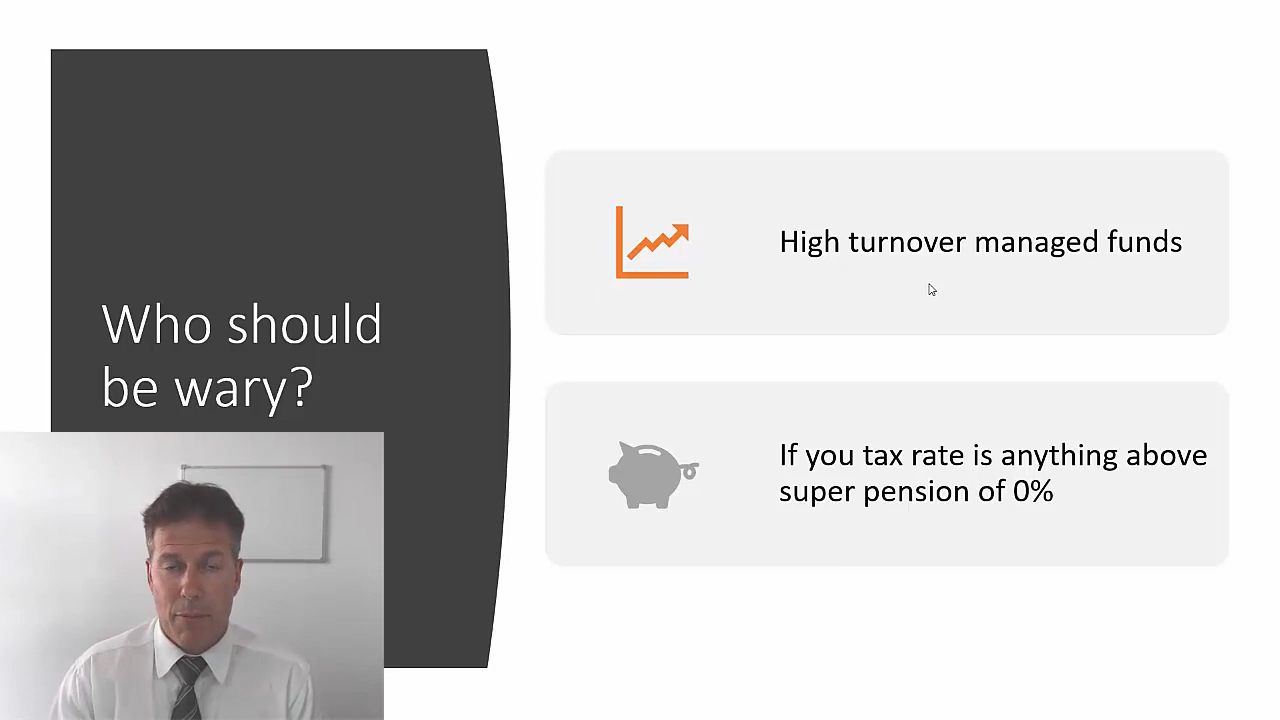 Who should
be wary?
High turnover managed funds
If you tax rate is anything above
super pension of 0%